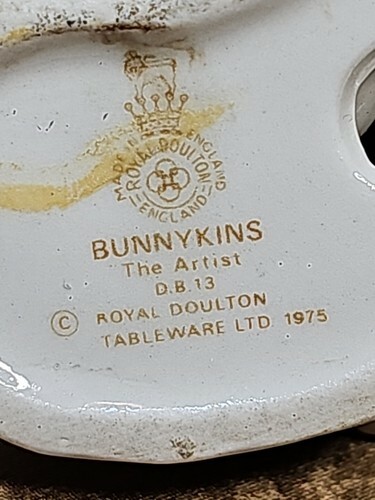 MADE IN ENGLAND
ROYAL DOULTON
ENGLAND
BUNNYKINS
The Artist
D.B.13
© ROYAL DOULTON
TABLEWARE LTD 1975